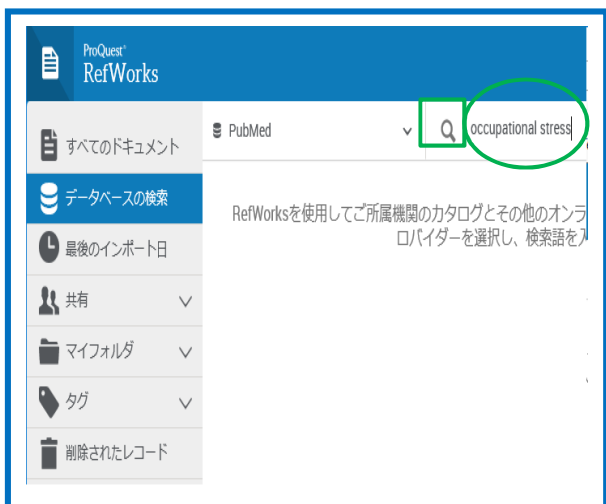 ProQuest®
RefWorks
すべてのドキュメント
データベースの検索
最後のインポート日
共有
マイフォルダ
タグ
削除されたレコード
PubMed
occupational stress
RefWorksを使用してご所属機関のカタログとその他のオンラ
ロバイダーを選択し、検索語を入